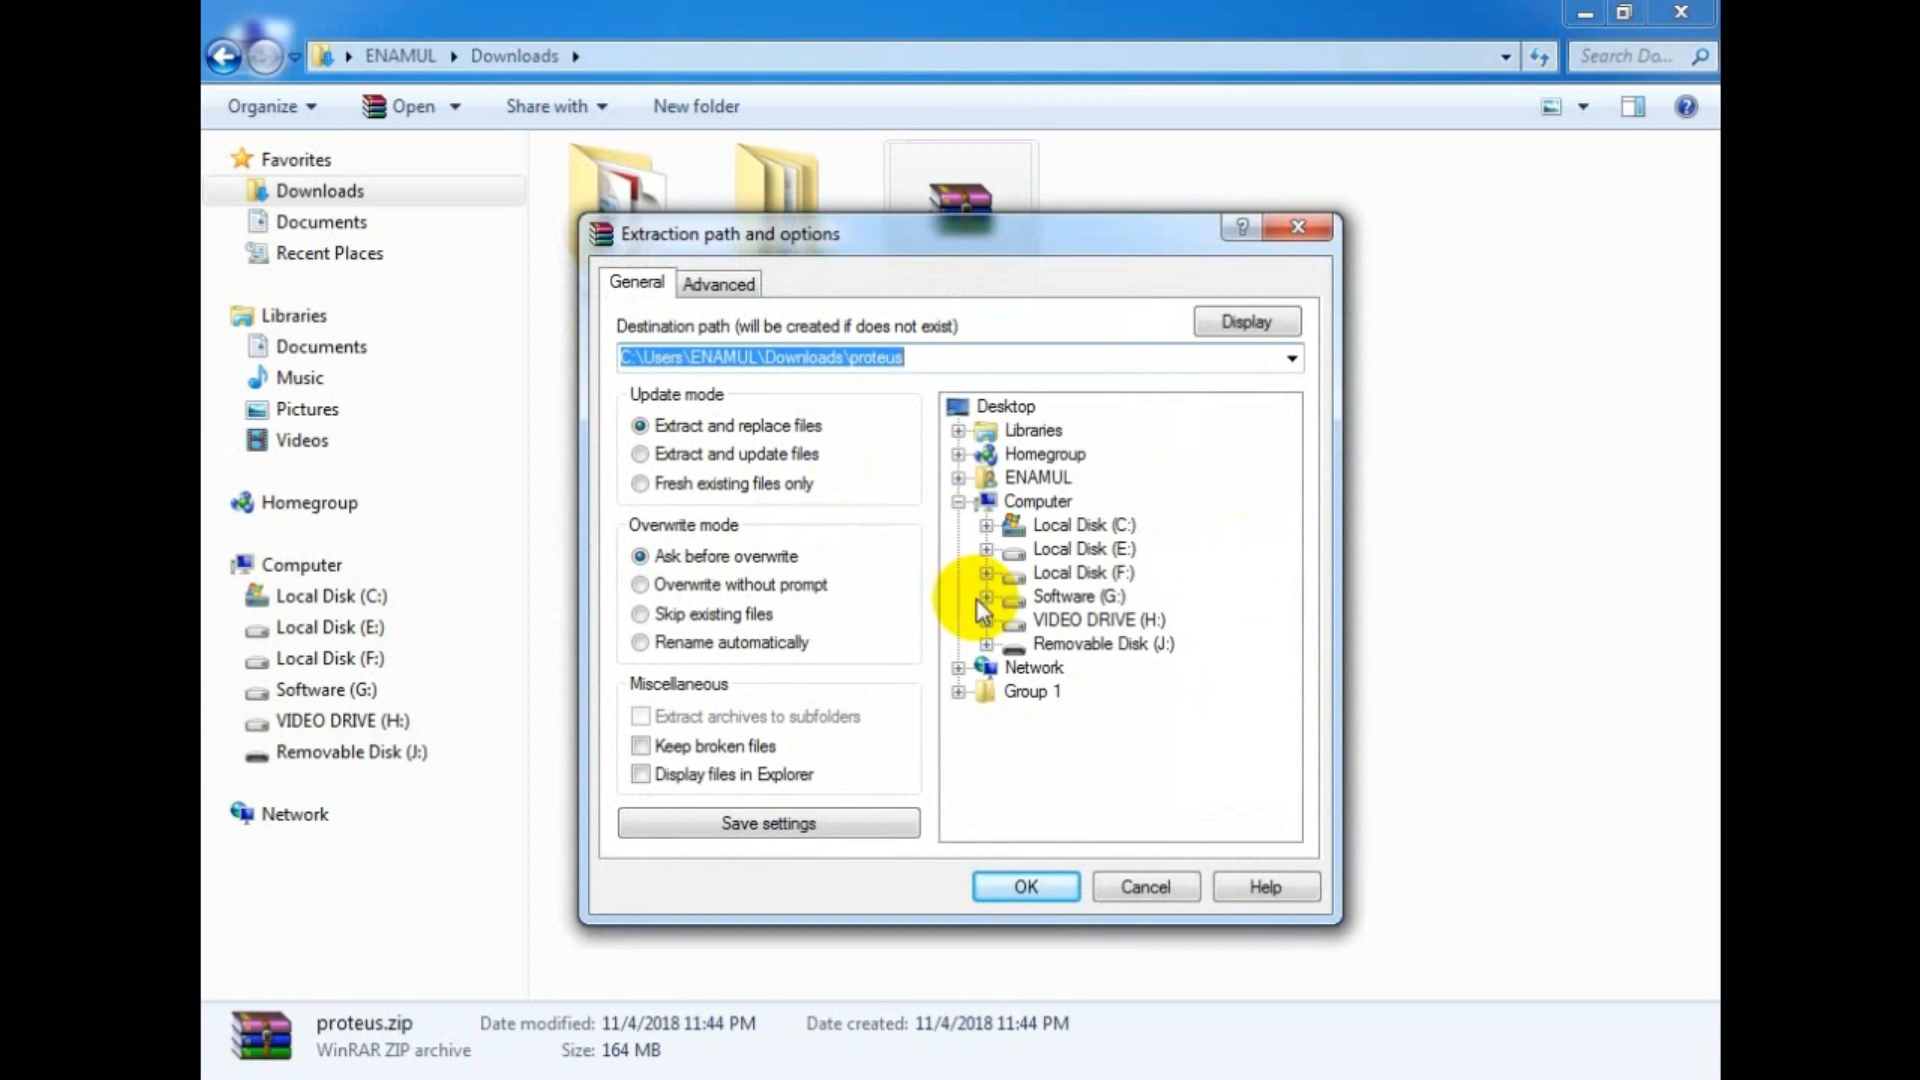 ENAMUL Downloads
Search Do...
Organize Open Share with New folder
Favorites
Downloads
Documents
Recent Places
Libraries
Documents
Music
Pictures
Videos
Homegroup
Computer
Local Disk (C:)
Local Disk (E:)
Local Disk (F:)
Software (G:)
VIDEO DRIVE (H:)
Removable Disk (J:)
Network
Extraction path and options
General Advanced
Destination path (will be created if does not exist)
Display
C:\Users\ENAMUL\Downloads\proteus
Update mode
Extract and replace files
Extract and update files
Fresh existing files only
Overwrite mode
Ask before overwrite
Overwrite without prompt
Skip existing files
Rename automatically
Miscellaneous
Extract archives to subfolders
Keep broken files
Display files in Explorer
Save settings
Desktop
Libraries
Homegroup
ENAMUL
Computer
Local Disk (C:)
Local Disk (E:)
Local Disk (F:)
Software (G:)
VIDEO DRIVE (H:)
Removable Disk (J:)
Network
Group 1
OK Cancel Help
proteus.zip Date modified: 11/4/2018 11:44 PM Date created: 11/4/2018 11:44 PM
WinRAR ZIP archive Size: 164 MB